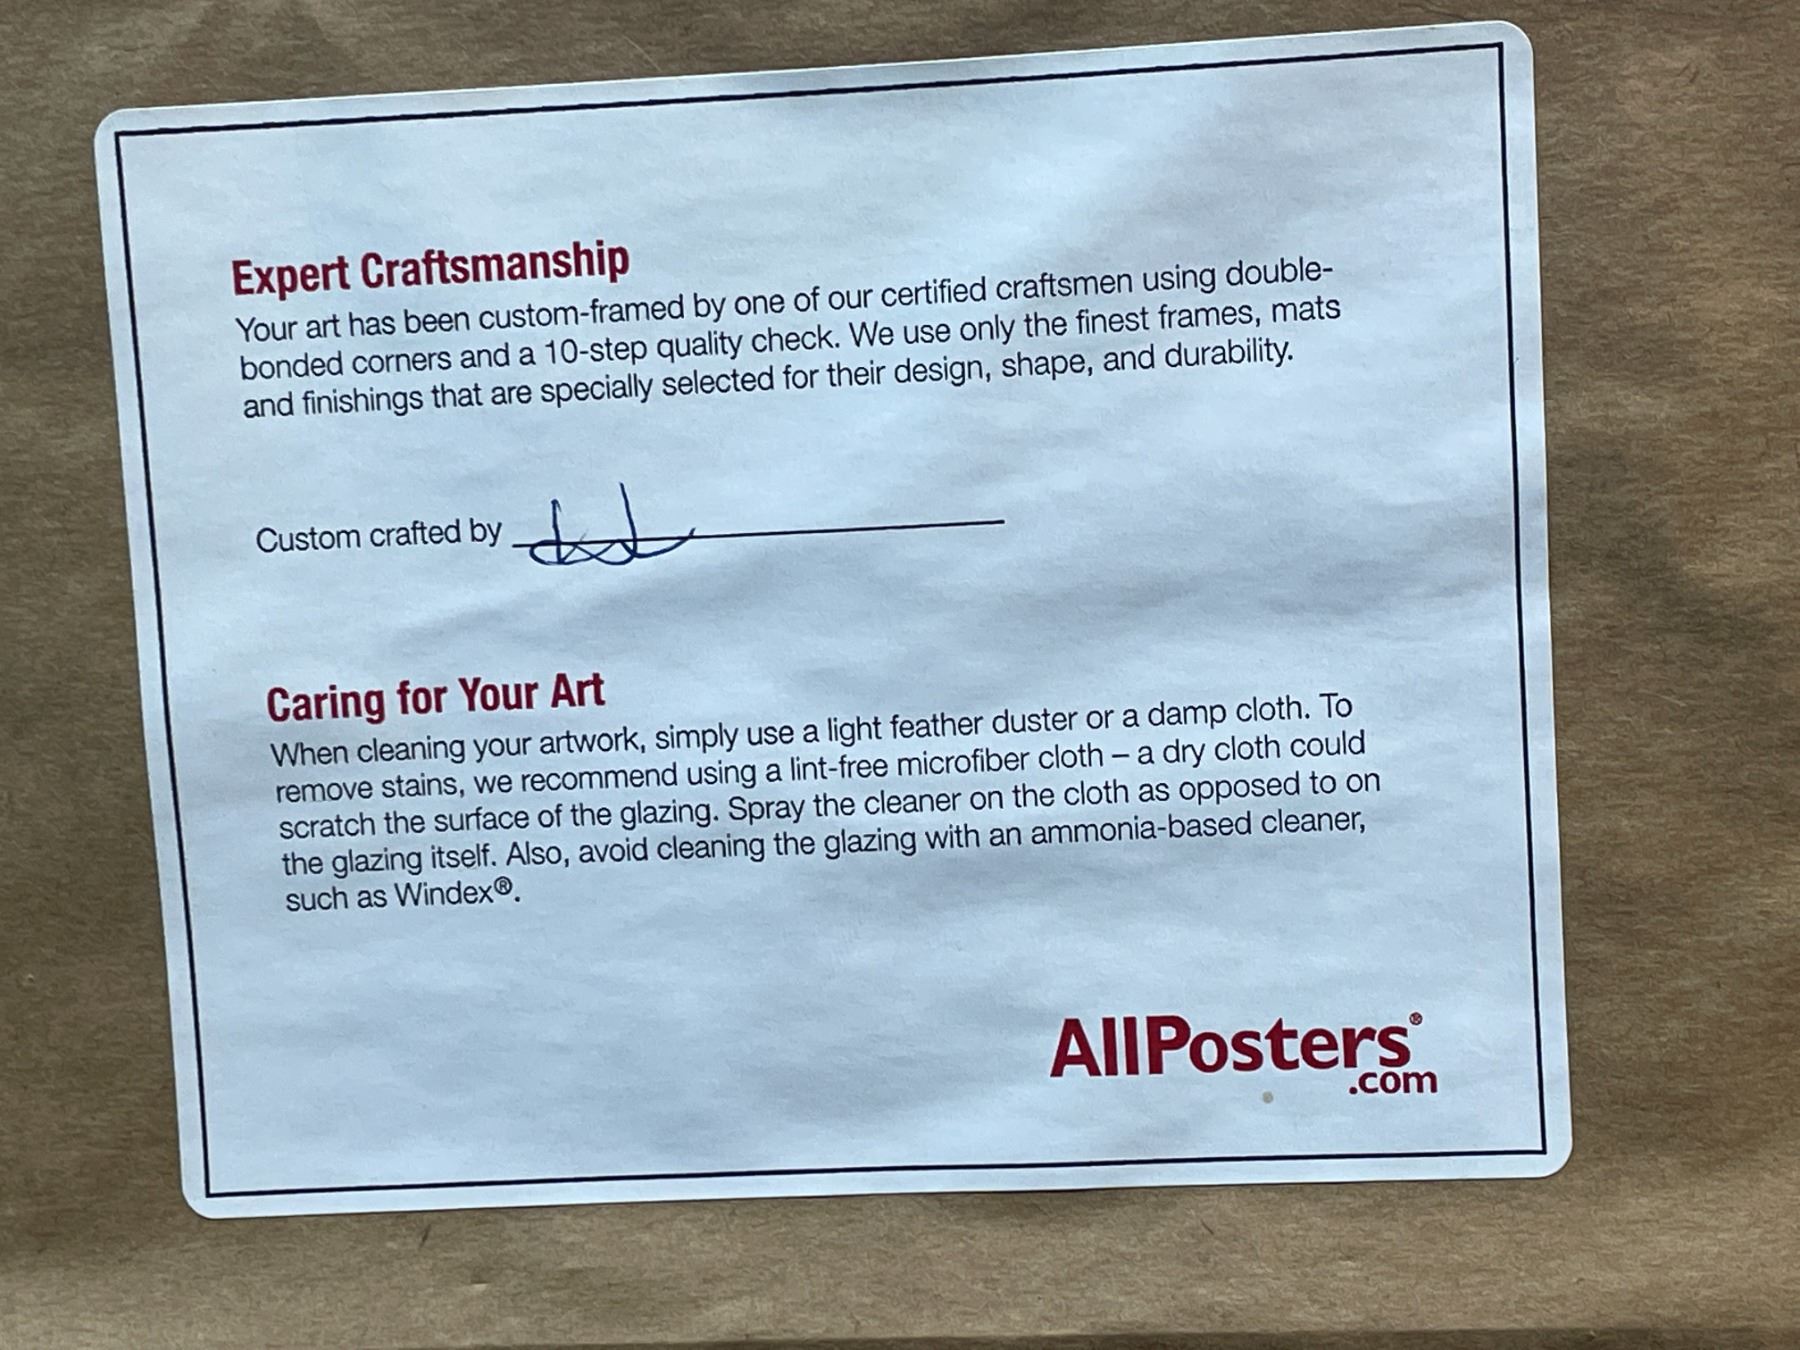 Expert Craftsmanship
Your art has been custom-framed by one of our certified craftsmen using double-
bonded corners and a 10-step quality check. We use only the finest frames, mats
and finishings that are specially selected for their design, shape, and durability.
Custom crafted by
Caring for Your Art
When cleaning your artwork, simply use a light feather duster or a damp cloth. To
remove stains, we recommend using a lint-free microfiber cloth – a dry cloth could
scratch the surface of the glazing. Spray the cleaner on the cloth as opposed to on
the glazing itself. Also, avoid cleaning the glazing with an ammonia-based cleaner,
such as Windex®.
AllPosters®
.com